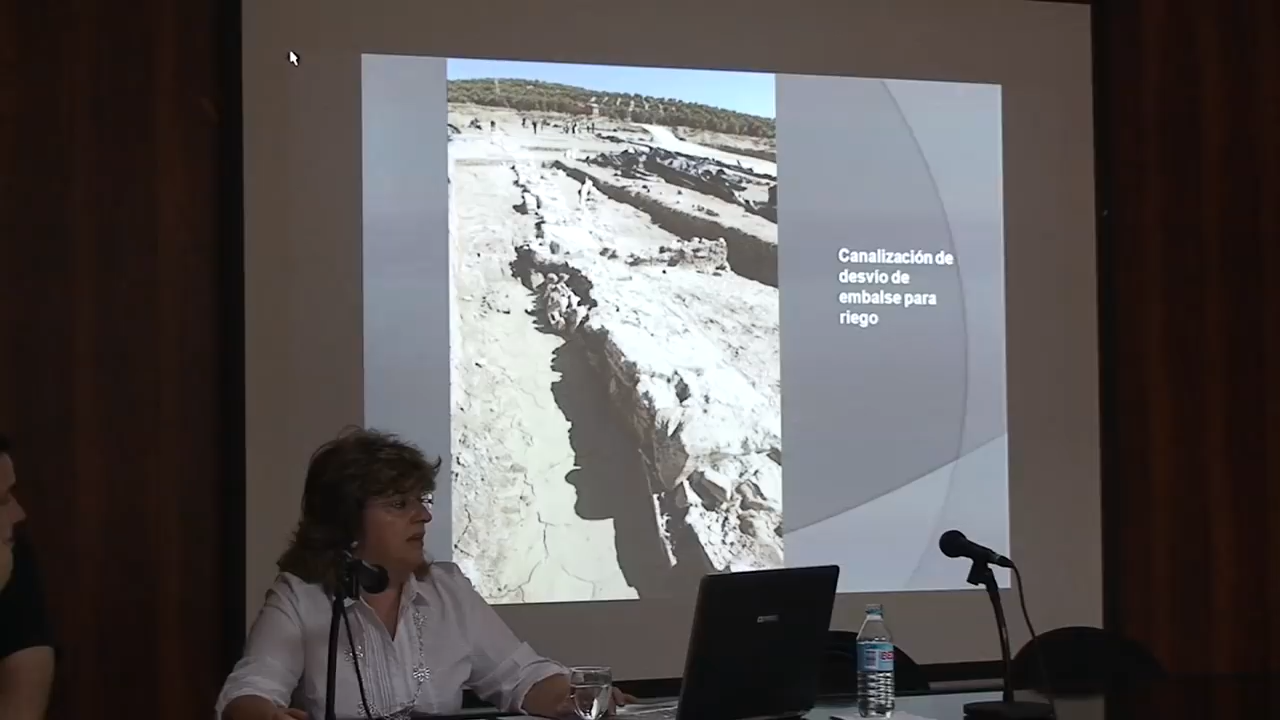 Canalización de
desvío de
embalse para
riego